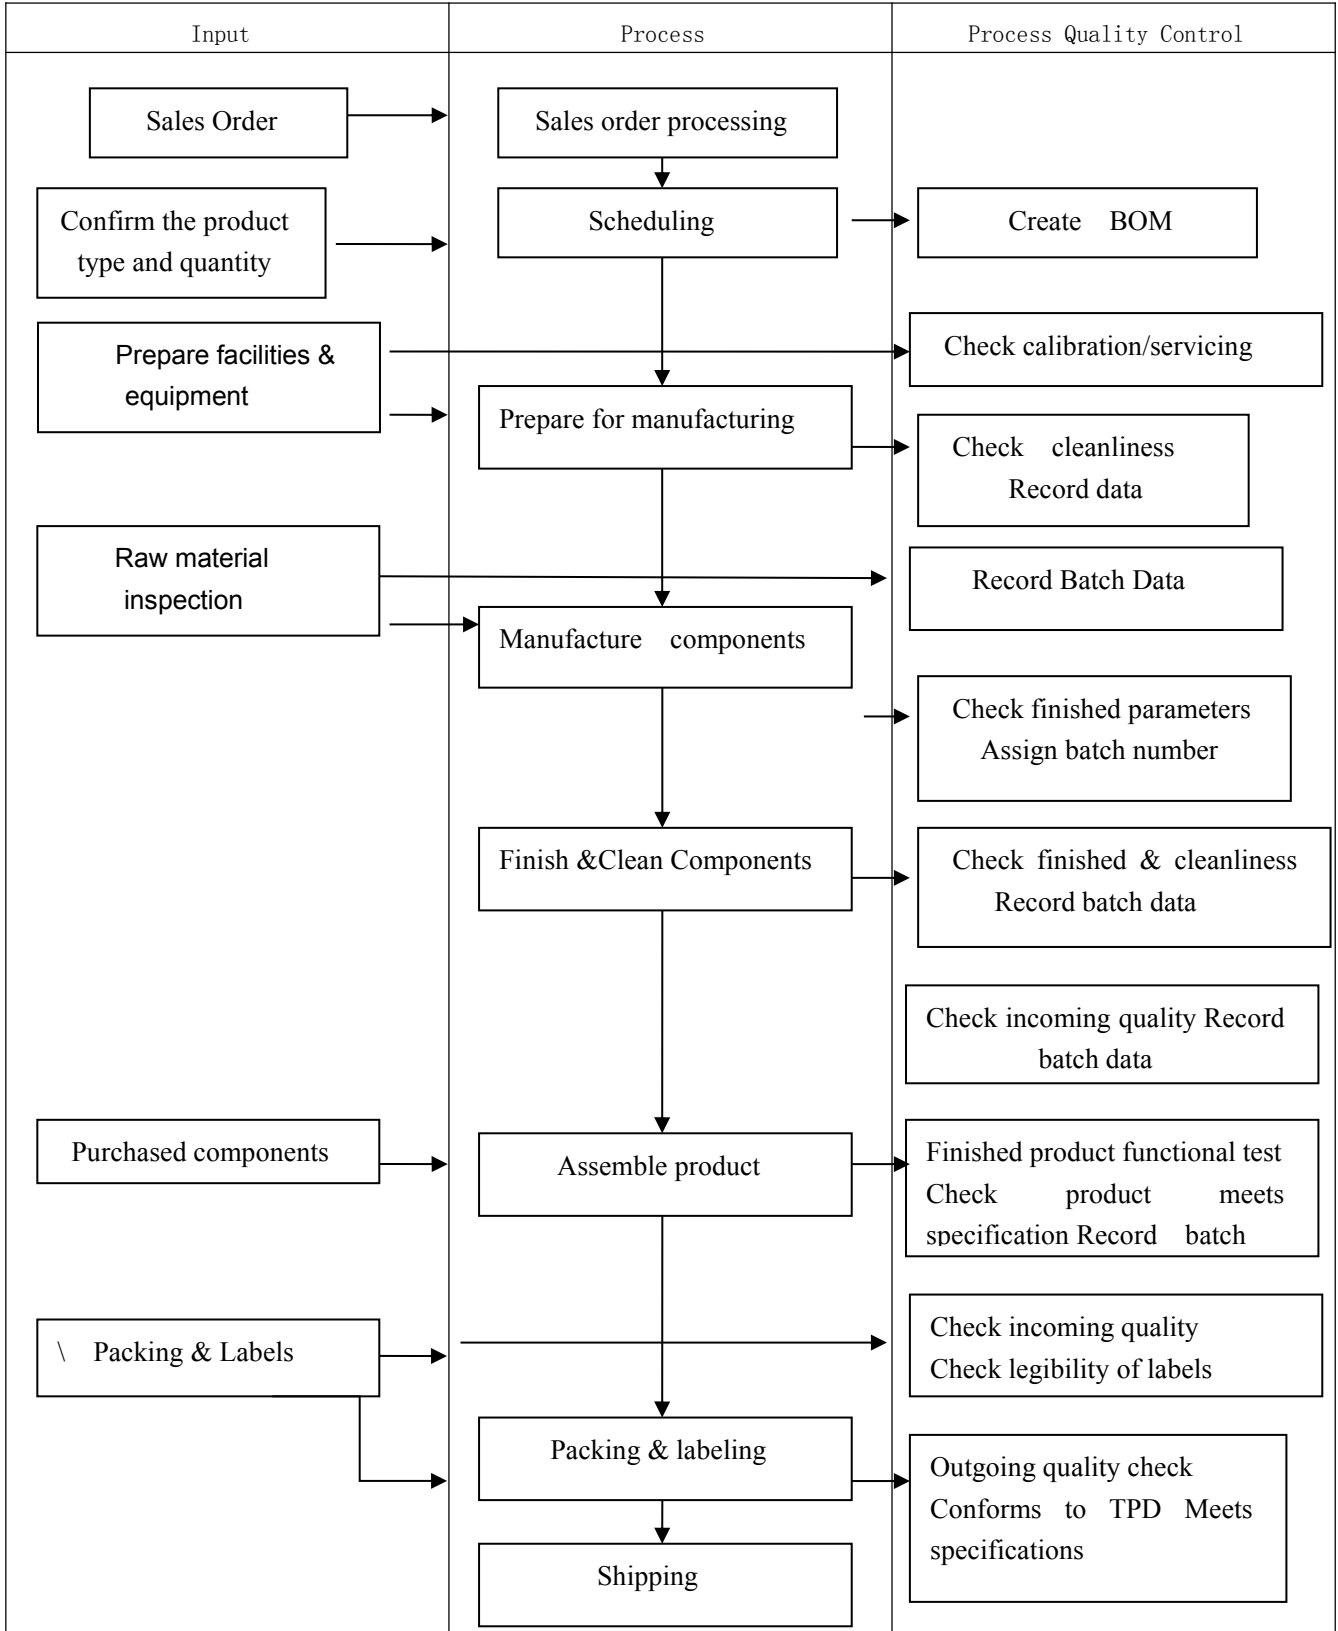 Input
Process
Process Quality Control
Sales Order
Sales order processing
Confirm the product
type and quantity
Scheduling
Create BOM
Prepare facilities &
equipment
Check calibration/servicing
Prepare for manufacturing
Check cleanliness
Record data
Raw material
inspection
Record Batch Data
Manufacture components
Check finished parameters
Assign batch number
Finish &Clean Components
Check finished & cleanliness
Record batch data
Check incoming quality Record
batch data
Purchased components
Assemble product
Finished product functional test
Check product meets
specification Record batch
\ Packing & Labels
Check incoming quality
Check legibility of labels
Packing & labeling
Outgoing quality check
Conforms to TPD Meets
specifications
Shipping